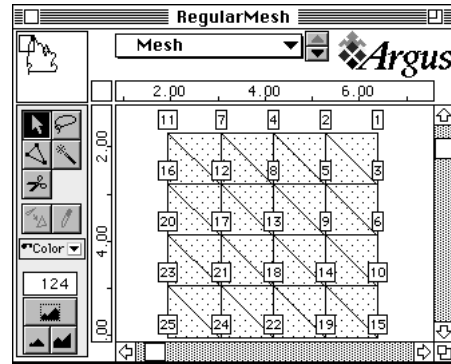 RegularMesh
Mesh
Argus
2.00 4.00 6.00
11 7 4 2 1
2.00
16 12 8 5 3
20 17 13 9 6
4.00
Color
23 21 18 14 10
124
25 24 22 19 15
.00